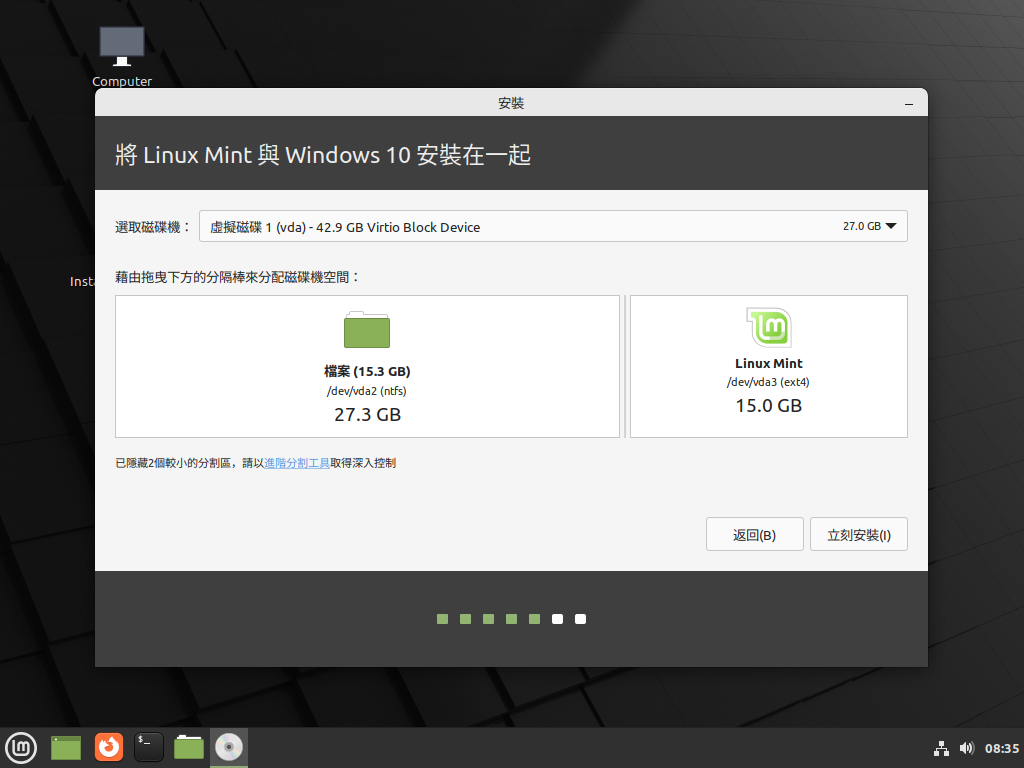 Computer
安裝
將 Linux Mint 與 Windows 10 安裝在一起
選取磁碟機：
虛擬磁碟 1 (vda) - 42.9 GB Virtio Block Device
27.0 GB
Insta
藉由拖曳下方的分隔棒來分配磁碟機空間：
檔案 (15.3 GB)
/dev/vda2 (ntfs)
27.3 GB
Linux Mint
/dev/vda3 (ext4)
15.0 GB
已隱藏2個較小的分割區，請以進階分割工具取得深入控制
返回(B)
立刻安裝(I)
$_
08:35